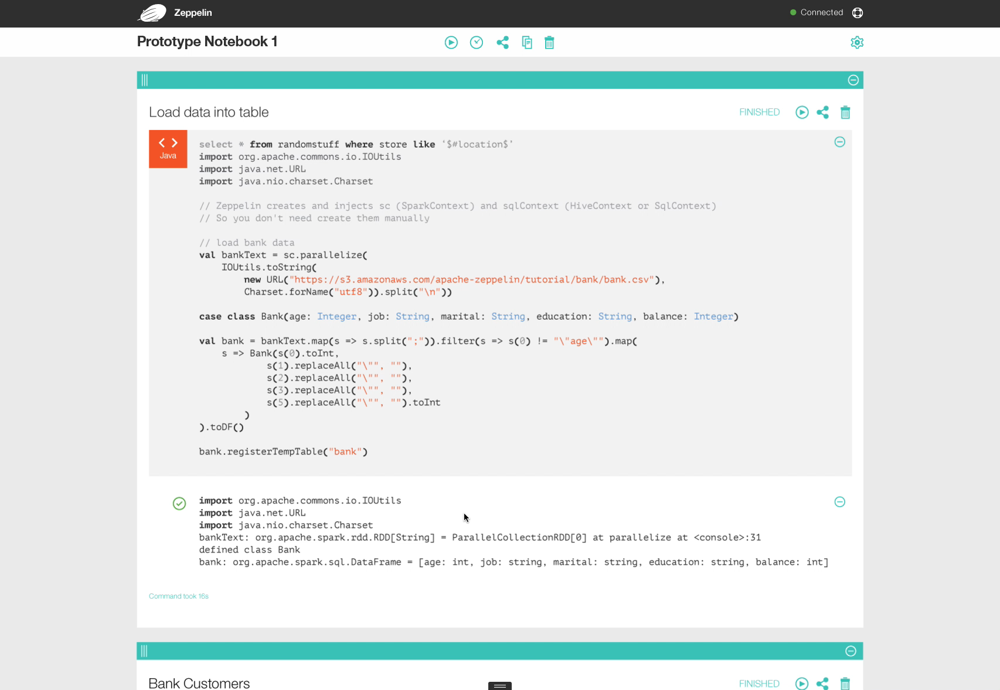 Zeppelin
Connected
Prototype Notebook 1
Load data into table
FINISHED
Java
select * from randomstuff where store like ‘$#location$’
import org.apache.commons.io.IOUtils
import java.net.URL
import java.nio.charset.Charset
// Zeppelin creates and injects sc (SparkContext) and sqlContext (HiveContext or SqlContext)
// So you don't need create them manually
// load bank data
val bankText = sc.parallelize(
    IOUtils.toString(
        new URL("https://s3.amazonaws.com/apache-zeppelin/tutorial/bank/bank.csv"),
        Charset.forName("utf8")).split("\n"))
case class Bank(age: Integer, job: String, marital: String, education: String, balance: Integer)
val bank = bankText.map(s => s.split(";")).filter(s => s(0) != "\"age\"").map(
    s => Bank(s(0).toInt,
            s(1).replaceAll("\"", ""),
            s(2).replaceAll("\"", ""),
            s(3).replaceAll("\"", ""),
            s(5).replaceAll("\"", "").toInt
        )
).toDF()
bank.registerTempTable("bank")
import org.apache.commons.io.IOUtils
import java.net.URL
import java.nio.charset.Charset
bankText: org.apache.spark.rdd.RDD[String] = ParallelCollectionRDD[0] at parallelize at <console>:31
defined class Bank
bank: org.apache.spark.sql.DataFrame = [age: int, job: string, marital: string, education: string, balance: int]
Command took 16s
Bank Customers
FINISHED